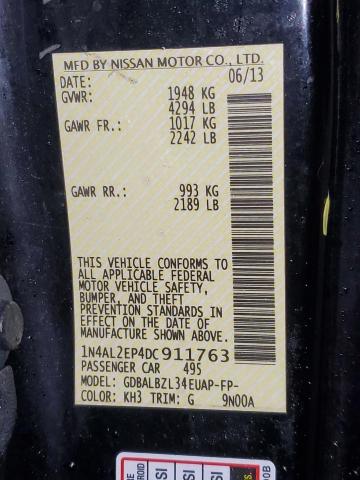 MFD BY NISSAN MOTOR CO., LTD.
DATE: 06/13
GVWR: 1948 KG
4294 LB
GAWR FR.: 1017 KG
2242 LB
GAWR RR.: 993 KG
2189 LB
THIS VEHICLE CONFORMS TO
ALL APPLICABLE FEDERAL
MOTOR VEHICLE SAFETY,
BUMPER, AND THEFT
PREVENTION STANDARDS
IN EFFECT ON THE DATE OF
MANUFACTURE SHOWN ABOVE.
1N4AL2EP4DC911763
PASSENGER CAR 495
MODEL: GDBALBZL34EUAP-FP-
COLOR: KH3 TRIM: G 9N00A